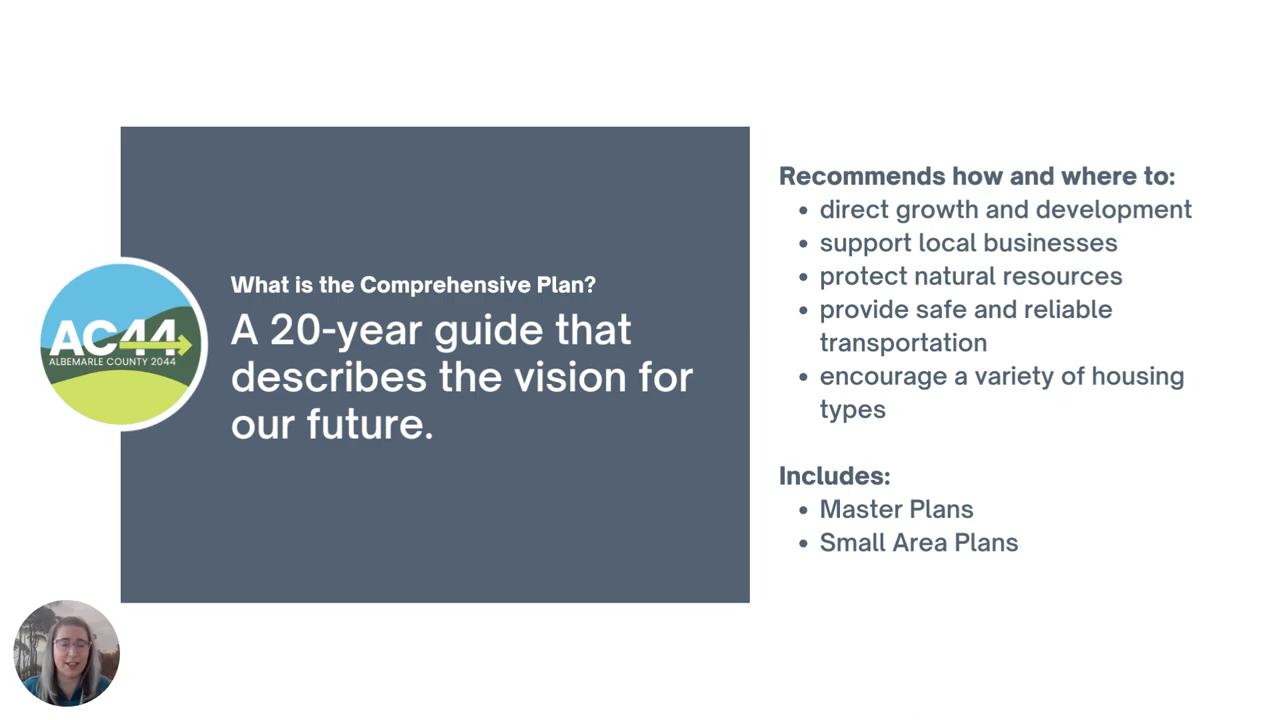 What is the Comprehensive Plan?
A 20-year guide that
describes the vision for
our future.
AC44
ALBEMARLE COUNTY 2044
Recommends how and where to:
• direct growth and development
• support local businesses
• protect natural resources
• provide safe and reliable
transportation
• encourage a variety of housing
types
Includes:
• Master Plans
• Small Area Plans